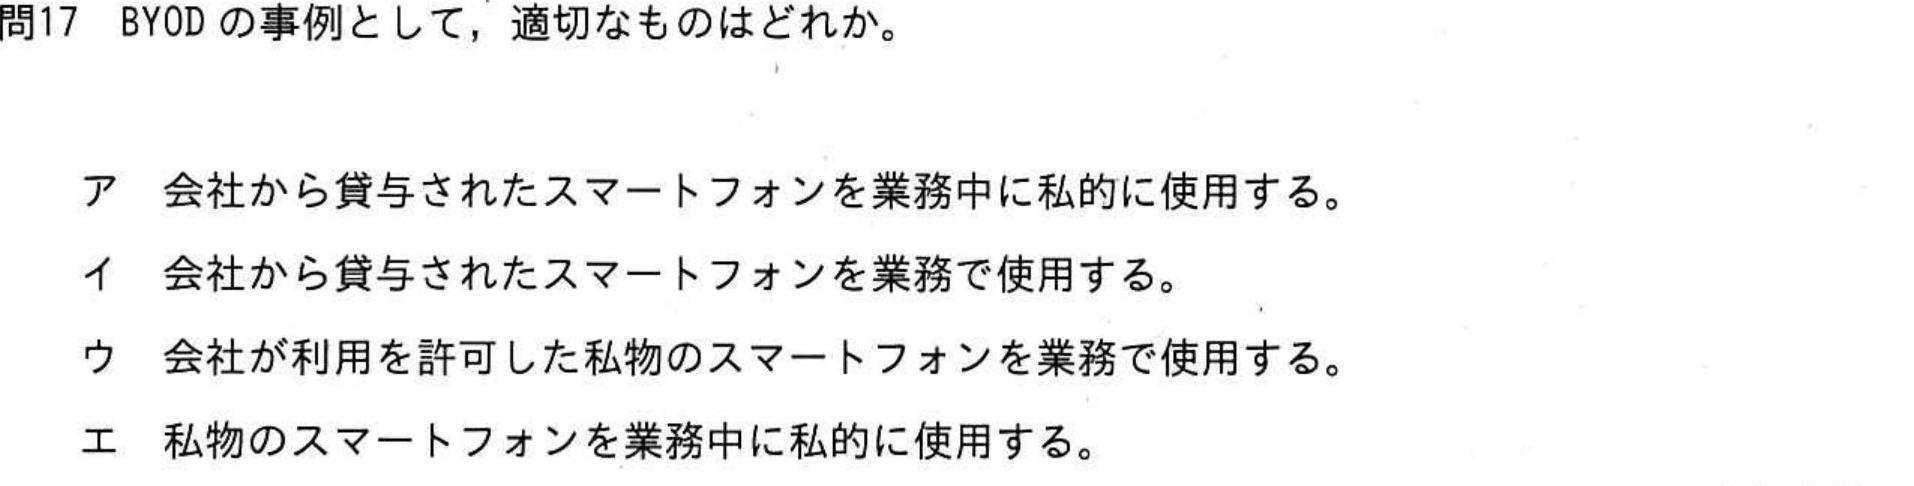 問17　BYOD の事例として，適切なものはどれか。
ア　会社から貸与されたスマートフォンを業務中に私的に使用する。
イ　会社から貸与されたスマートフォンを業務で使用する。
ウ　会社が利用を許可した私物のスマートフォンを業務で使用する。
エ　私物のスマートフォンを業務中に私的に使用する。